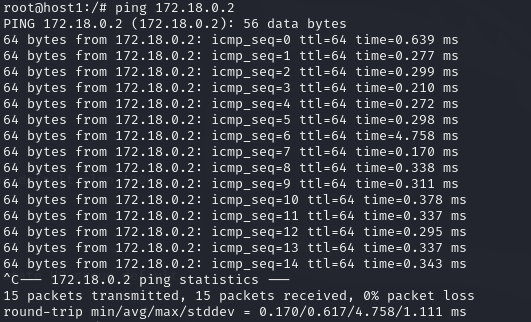 root@host1:/# ping 172.18.0.2
PING 172.18.0.2 (172.18.0.2): 56 data bytes
64 bytes from 172.18.0.2: icmp_seq=0 ttl=64 time=0.639 ms
64 bytes from 172.18.0.2: icmp_seq=1 ttl=64 time=0.277 ms
64 bytes from 172.18.0.2: icmp_seq=2 ttl=64 time=0.299 ms
64 bytes from 172.18.0.2: icmp_seq=3 ttl=64 time=0.210 ms
64 bytes from 172.18.0.2: icmp_seq=4 ttl=64 time=0.272 ms
64 bytes from 172.18.0.2: icmp_seq=5 ttl=64 time=0.298 ms
64 bytes from 172.18.0.2: icmp_seq=6 ttl=64 time=4.758 ms
64 bytes from 172.18.0.2: icmp_seq=7 ttl=64 time=0.170 ms
64 bytes from 172.18.0.2: icmp_seq=8 ttl=64 time=0.338 ms
64 bytes from 172.18.0.2: icmp_seq=9 ttl=64 time=0.311 ms
64 bytes from 172.18.0.2: icmp_seq=10 ttl=64 time=0.378 ms
64 bytes from 172.18.0.2: icmp_seq=11 ttl=64 time=0.337 ms
64 bytes from 172.18.0.2: icmp_seq=12 ttl=64 time=0.295 ms
64 bytes from 172.18.0.2: icmp_seq=13 ttl=64 time=0.337 ms
64 bytes from 172.18.0.2: icmp_seq=14 ttl=64 time=0.343 ms
^C--- 172.18.0.2 ping statistics ---
15 packets transmitted, 15 packets received, 0% packet loss
round-trip min/avg/max/stddev = 0.170/0.617/4.758/1.111 ms